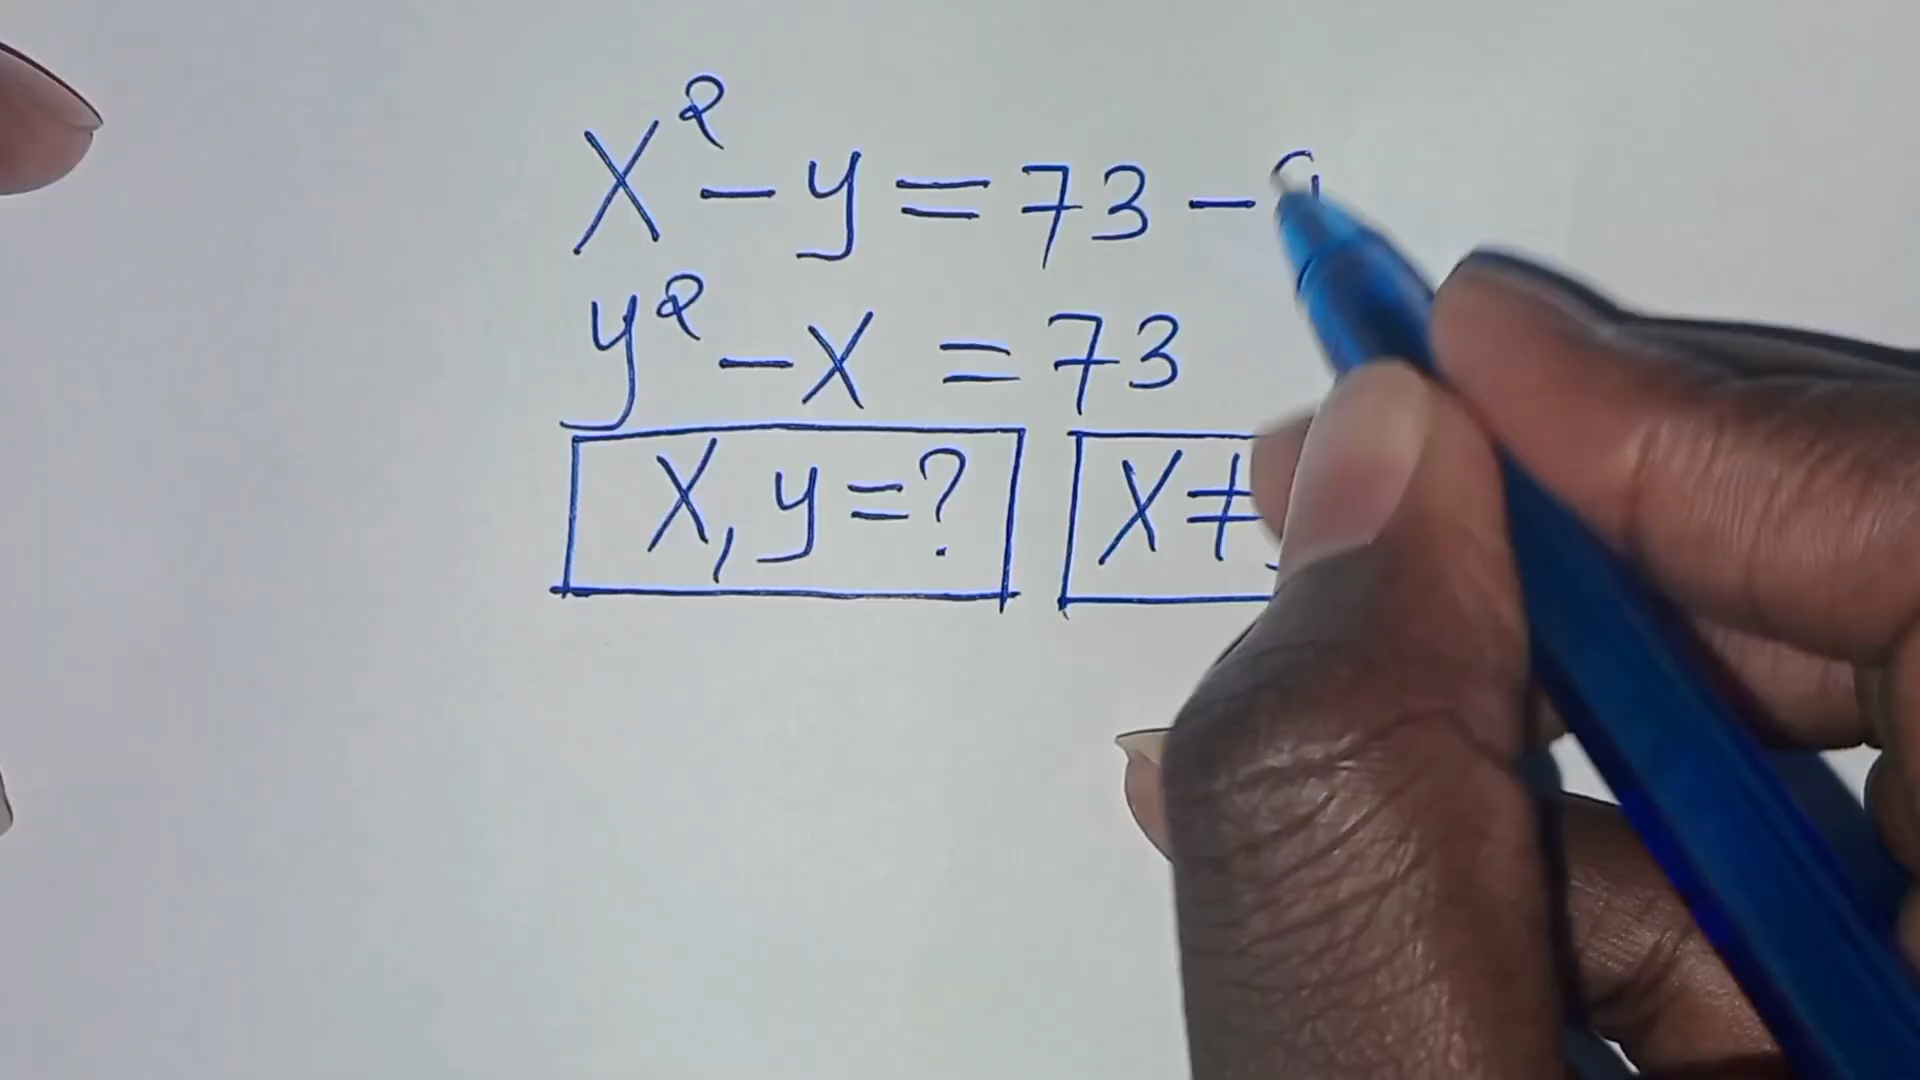 x² - y = 73 -
y² - x = 73
x, y = ? x ≠